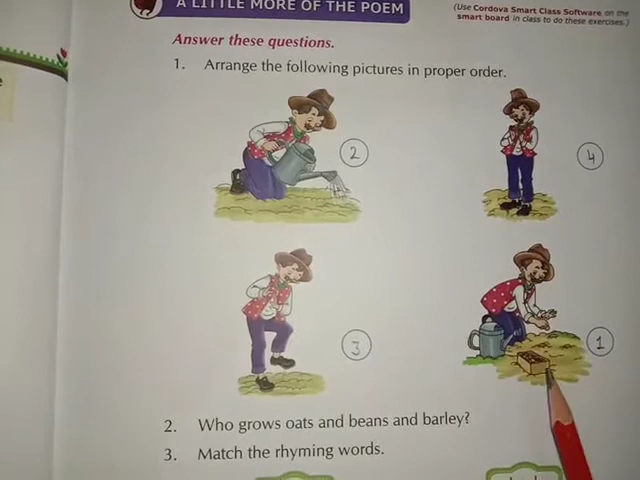 A LITTLE MORE OF THE POEM
(Use Cordova Smart Class Software on the
smart board in class to do these exercises.)
Answer these questions.
1. Arrange the following pictures in proper order.
2
4
3
1
2. Who grows oats and beans and barley?
3. Match the rhyming words.